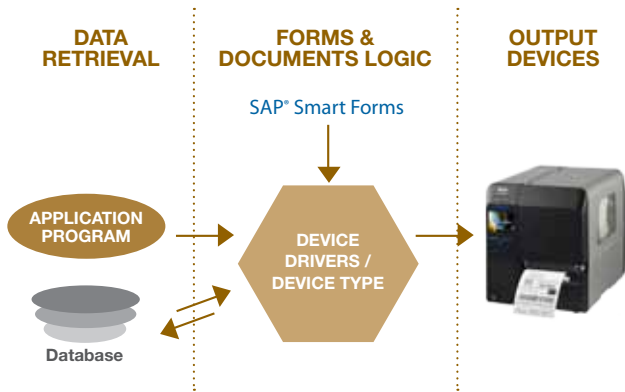 DATA
RETRIEVAL
FORMS &
DOCUMENTS LOGIC
OUTPUT
DEVICES
SAP® Smart Forms
APPLICATION
PROGRAM
DEVICE
DRIVERS /
DEVICE TYPE
Database